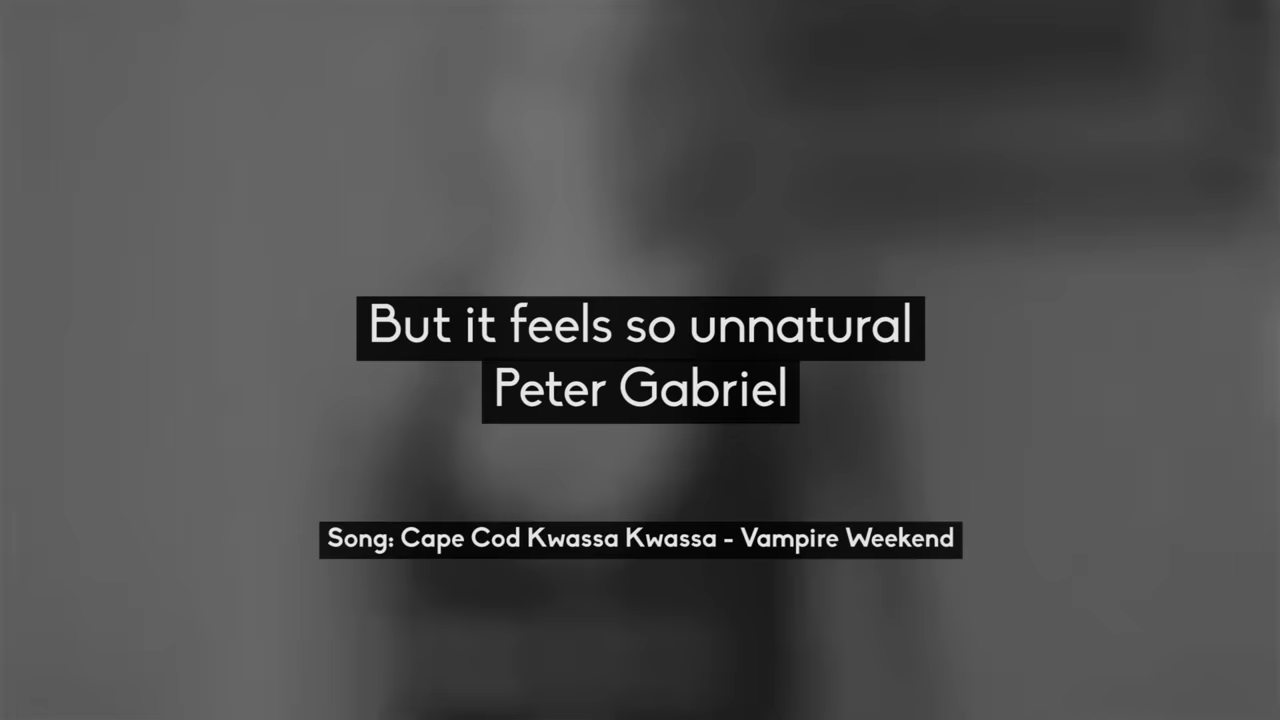 But it feels so unnatural
Peter Gabriel
Song: Cape Cod Kwassa Kwassa - Vampire Weekend